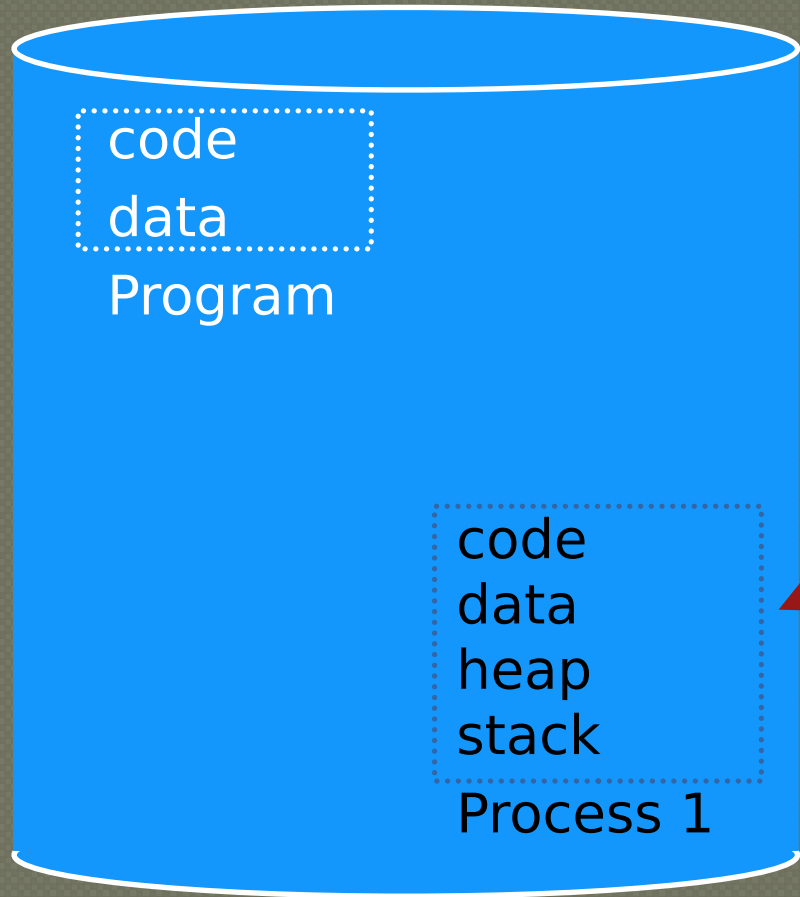 code
data
Program
code
data
heap
stack
Process 1